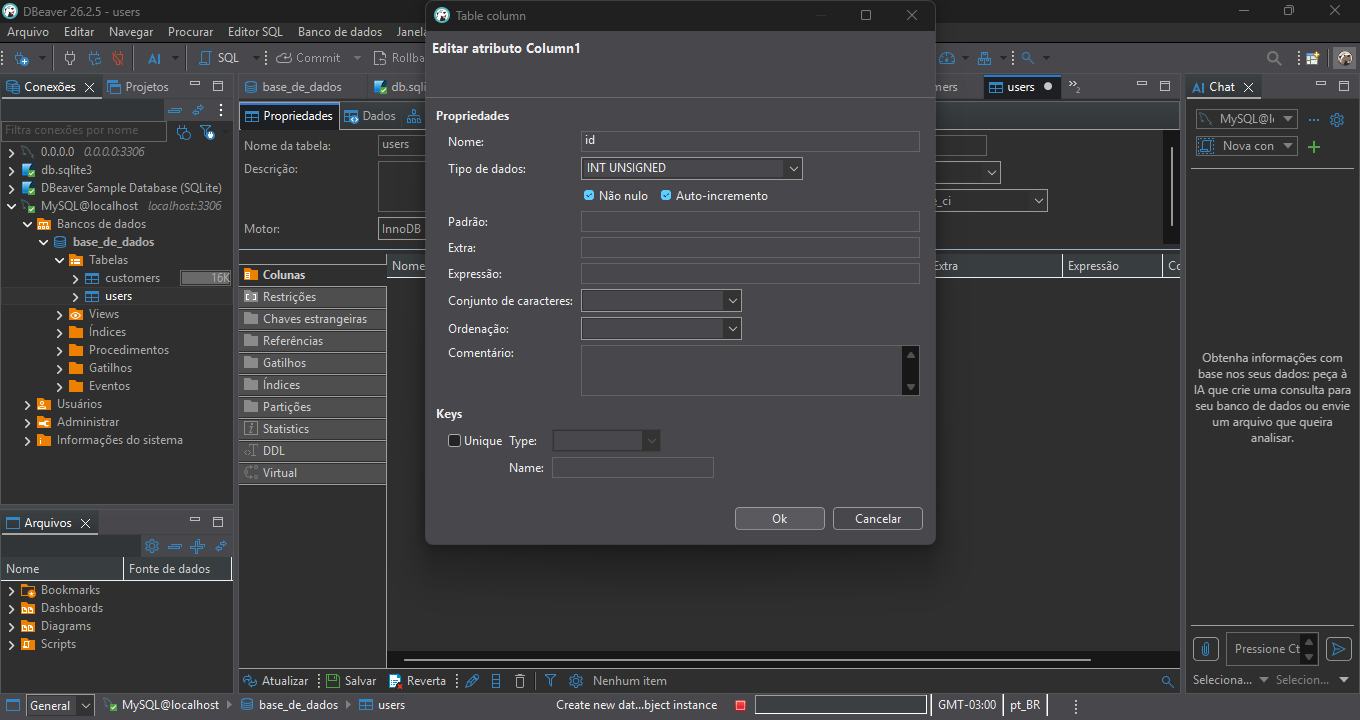 DBeaver 26.2.5 - users
Arquivo Editar Navegar Procurar Editor SQL Banco de dados Janela
AI SQL Commit
Conexões Projetos
Filtra conexões por nome
0.0.0.0 0.0.0.0:3306
db.sqlite3
DBeaver Sample Database (SQLite)
MySQL@localhost localhost:3306
Bancos de dados
base_de_dados
Tabelas
customers 16K
users
Views
Índices
Procedimentos
Gatilhos
Eventos
Usuários
Administrar
Informações do sistema
Arquivos
Nome Fonte de dados
Bookmarks
Dashboards
Diagrams
Scripts
base_de_dados users
Propriedades Dados
Nome da tabela: users
Descrição:
Motor: InnoDB
Colunas
Restrições
Chaves estrangeiras
Referências
Gatilhos
Índices
Partições
Statistics
DDL
Virtual
Nome Extra Expressão
Table column
Editar atributo Column1
Propriedades
Nome: id
Tipo de dados: INT UNSIGNED
Não nulo Auto-incremento
Padrão:
Extra:
Expressão:
Conjunto de caracteres:
Ordenação:
Comentário:
Keys
Unique Type:
Name:
Ok Cancelar
AI Chat
Nova con
Obtenha informações com
base nos seus dados: peça à
IA que crie uma consulta para
seu banco de dados ou envie
um arquivo que queira
analisar.
Pressione Ct
Seleciona... Selecion...
Atualizar Salvar Reverta Nenhum item
General MySQL@localhost base_de_dados users Create new dat...bject instance GMT-03:00 pt_BR